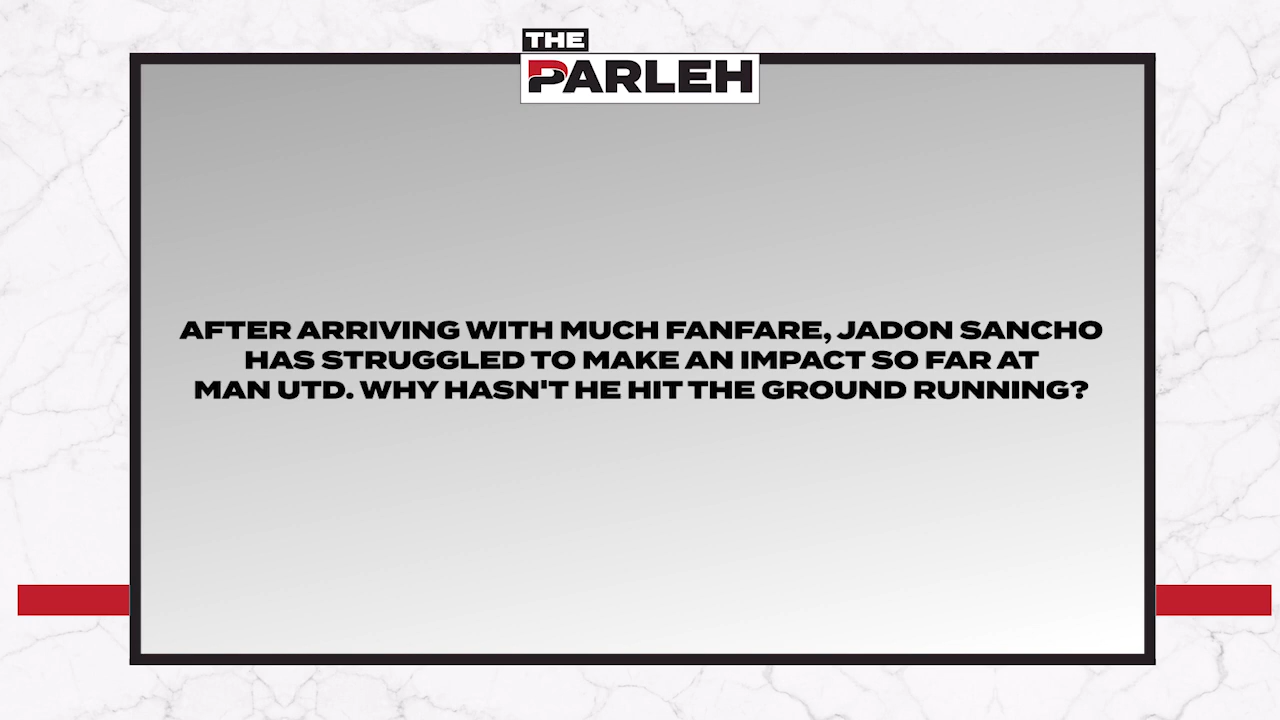 THE
PARLEH
AFTER ARRIVING WITH MUCH FANFARE, JADON SANCHO
HAS STRUGGLED TO MAKE AN IMPACT SO FAR AT
MAN UTD. WHY HASN'T HE HIT THE GROUND RUNNING?